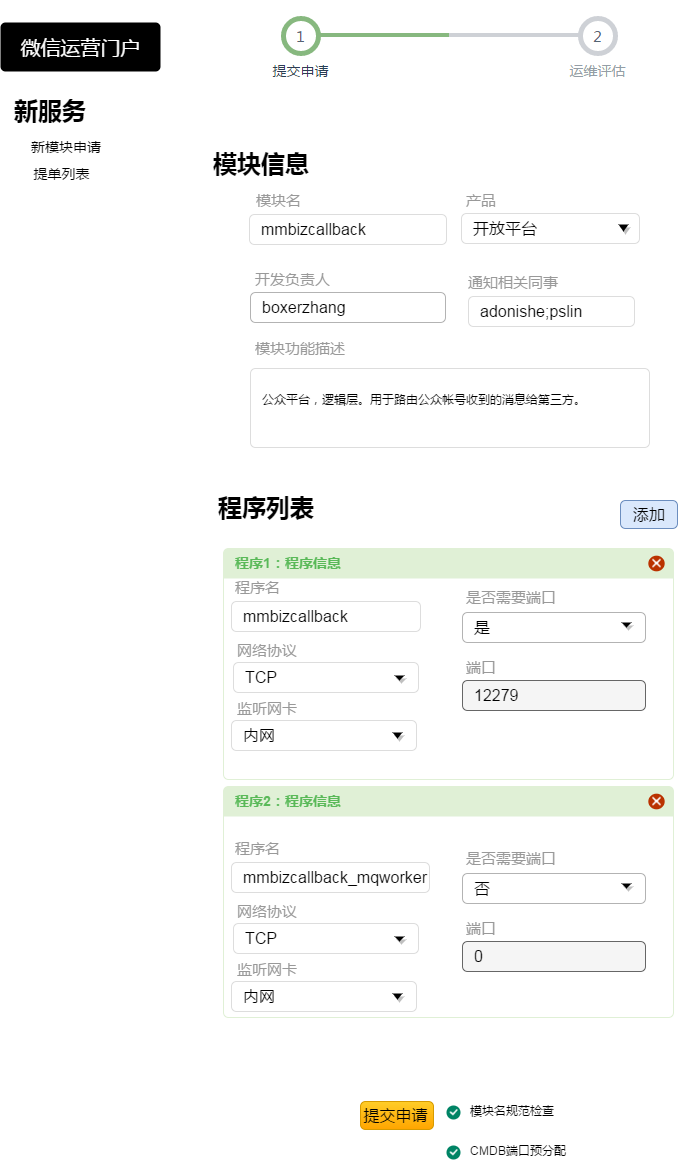 微信运营门户
1
2
提交申请
运维评估
新服务
新模块申请
提单列表
模块信息
模块名
产品
mmbizcallback
开放平台
开发负责人
通知相关同事
boxerzhang
adonishe;pslin
模块功能描述
公众平台，逻辑层。用于路由公众帐号收到的消息给第三方。
程序列表
添加
程序1：程序信息
程序名
是否需要端口
mmbizcallback
是
网络协议
端口
TCP
12279
监听网卡
内网
程序2：程序信息
程序名
是否需要端口
mmbizcallback_mqworker
否
网络协议
端口
TCP
0
监听网卡
内网
提交申请
模块名规范检查
CMDB端口预分配